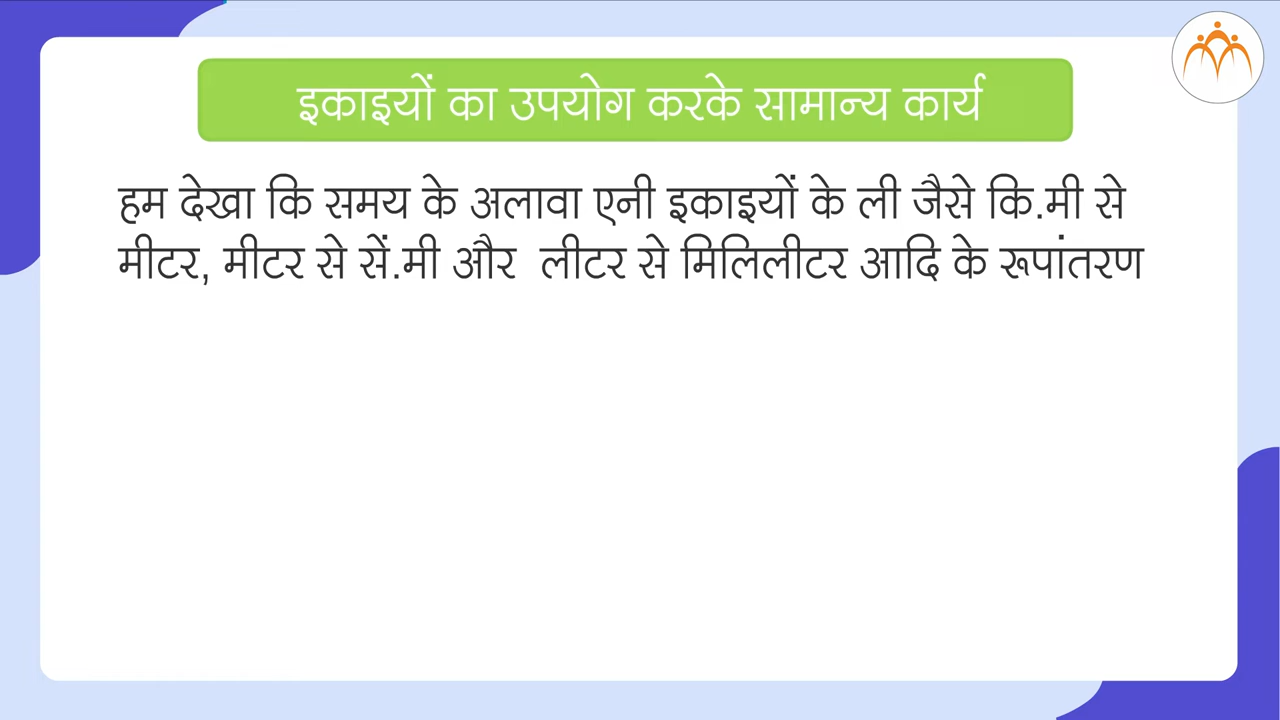 इकाइयों का उपयोग करके सामान्य कार्य
हम देखा कि समय के अलावा एनी इकाइयों के ली जैसे कि.मी से
मीटर, मीटर से सें.मी और लीटर से मिलिलीटर आदि के रूपांतरण